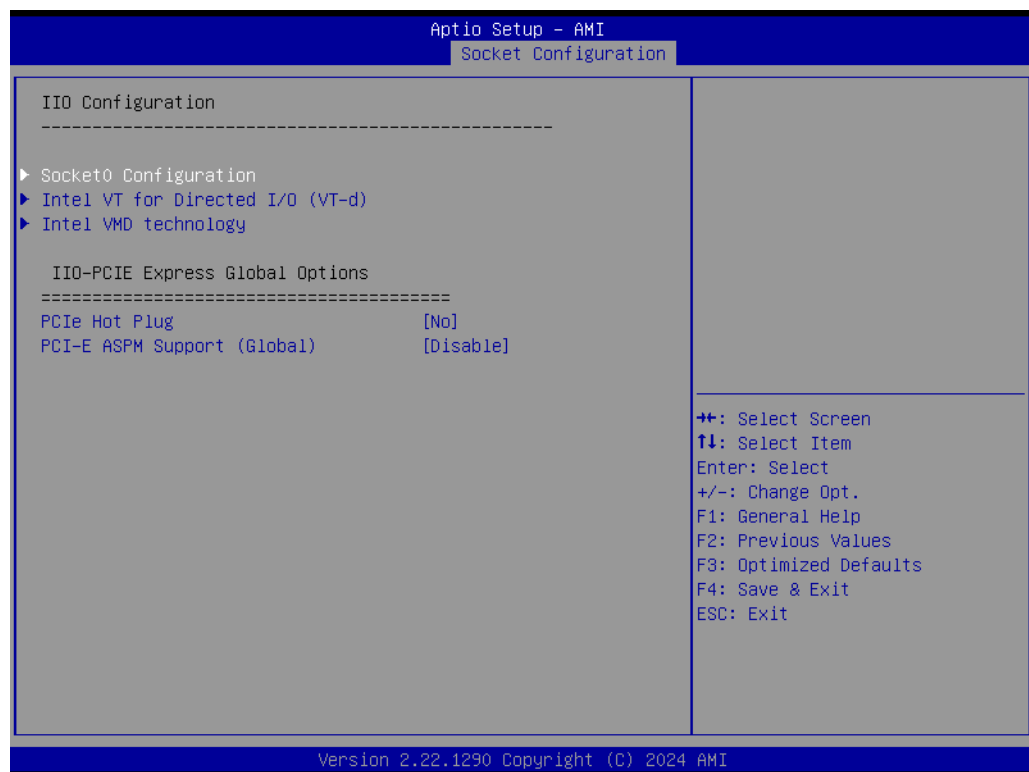 Aptio Setup – AMI
Socket Configuration
IIO Configuration
--------------------------------------------------
▶ Socket0 Configuration
▶ Intel VT for Directed I/O (VT-d)
▶ Intel VMD technology
IIO-PCIE Express Global Options
========================================
PCIe Hot Plug [No]
PCI-E ASPM Support (Global) [Disable]
→←: Select Screen
↑↓: Select Item
Enter: Select
+/-: Change Opt.
F1: General Help
F2: Previous Values
F3: Optimized Defaults
F4: Save & Exit
ESC: Exit
Version 2.22.1290 Copyright (C) 2024 AMI